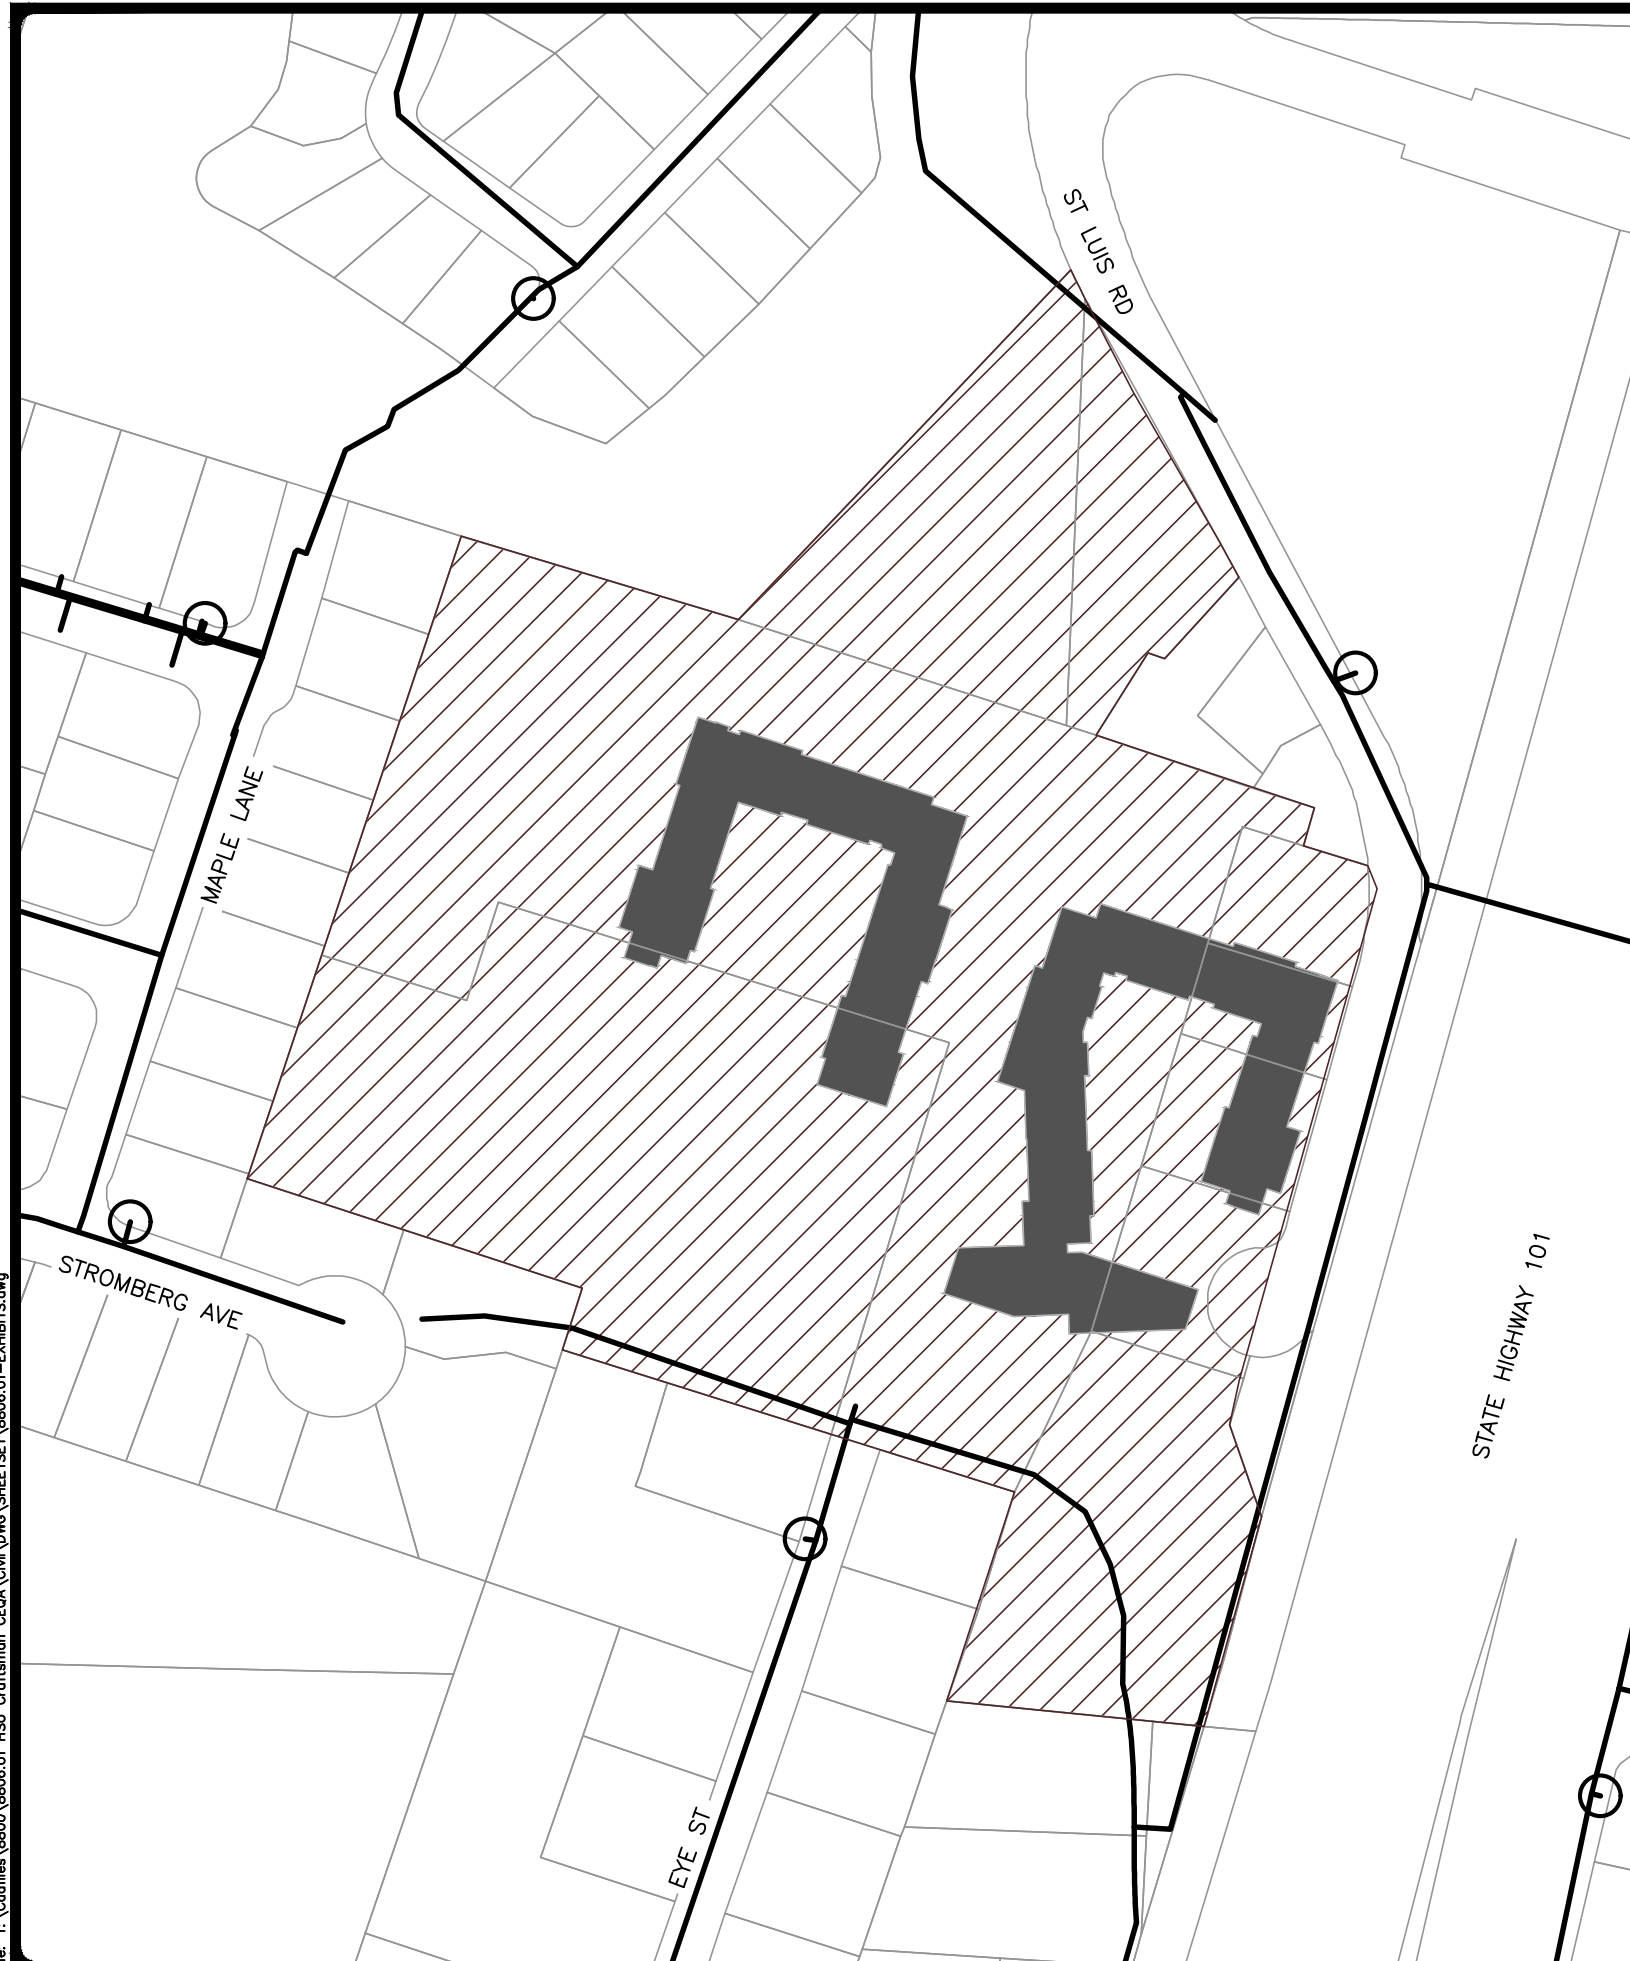 ST LUIS RD
MAPLE LANE
STROMBERG AVE
STATE HIGHWAY 101
EYE ST